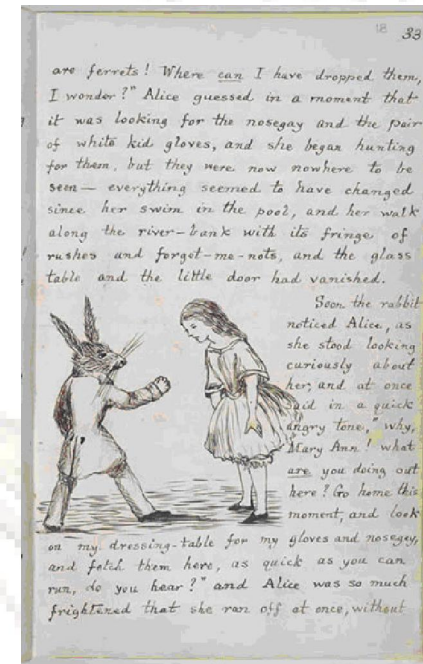 18 33
are ferrets! Where can I have dropped them,
I wonder?" Alice guessed in a moment that
it was looking for the nosegay and the pair
of white kid gloves, and she began hunting
for them, but they were now nowhere to be
seen — everything seemed to have changed
since her swim in the pool, and her walk
along the river-bank with its fringe of
rushes and forget-me-nots, and the glass
table and the little door had vanished.
Soon the rabbit
noticed Alice, as
she stood looking
curiously about
her, and at once
said in a quick
angry tone, "why,
Mary Ann! what
are you doing out
here? Go home this
moment, and look
on my dressing-table for my gloves and nosegay,
and fetch them here, as quick as you can
run, do you hear?" and Alice was so much
frightened that she ran off at once, without